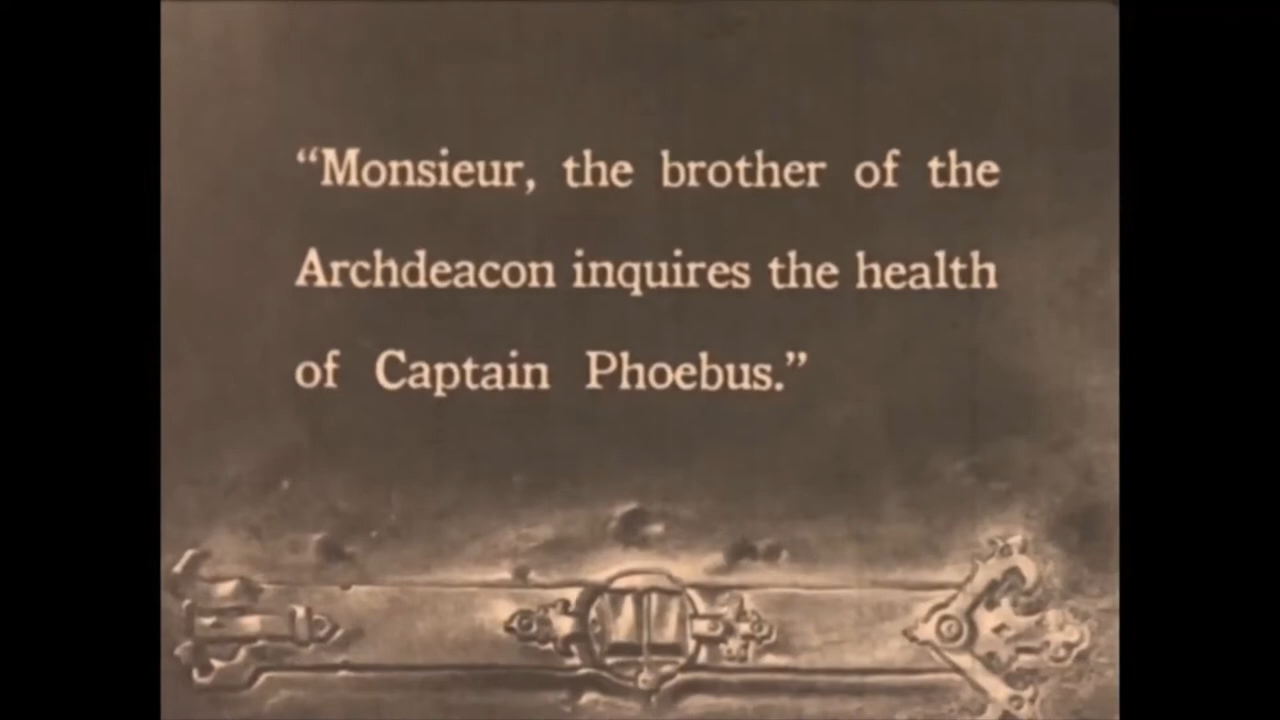 “Monsieur, the brother of the
Archdeacon inquires the health
of Captain Phoebus.”